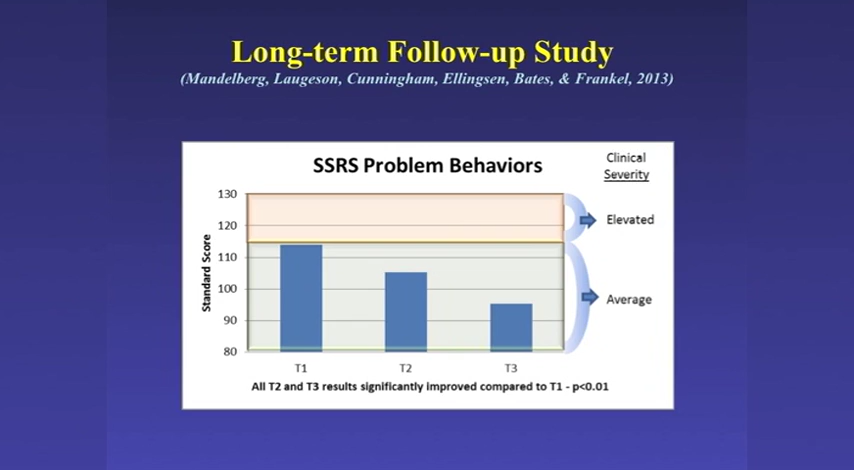 Long-term Follow-up Study
(Mandelberg, Laugeson, Cunningham, Ellingsen, Bates, & Frankel, 2013)
SSRS Problem Behaviors
Clinical
Severity
130
120
110
100
90
80
Standard Score
Elevated
Average
T1
T2
T3
All T2 and T3 results significantly improved compared to T1 - p<0.01